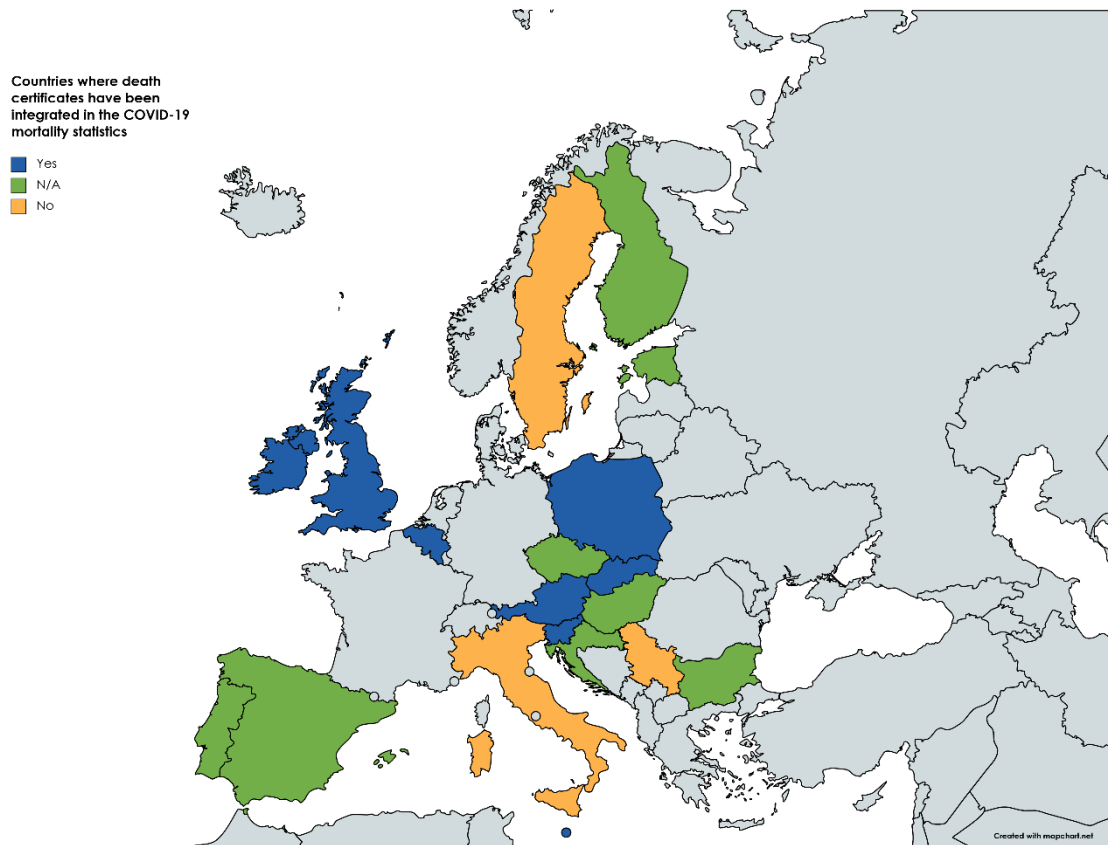 Countries where death
certificates have been
integrated in the COVID-19
mortality statistics
Yes
N/A
No
Created with mapchart.net